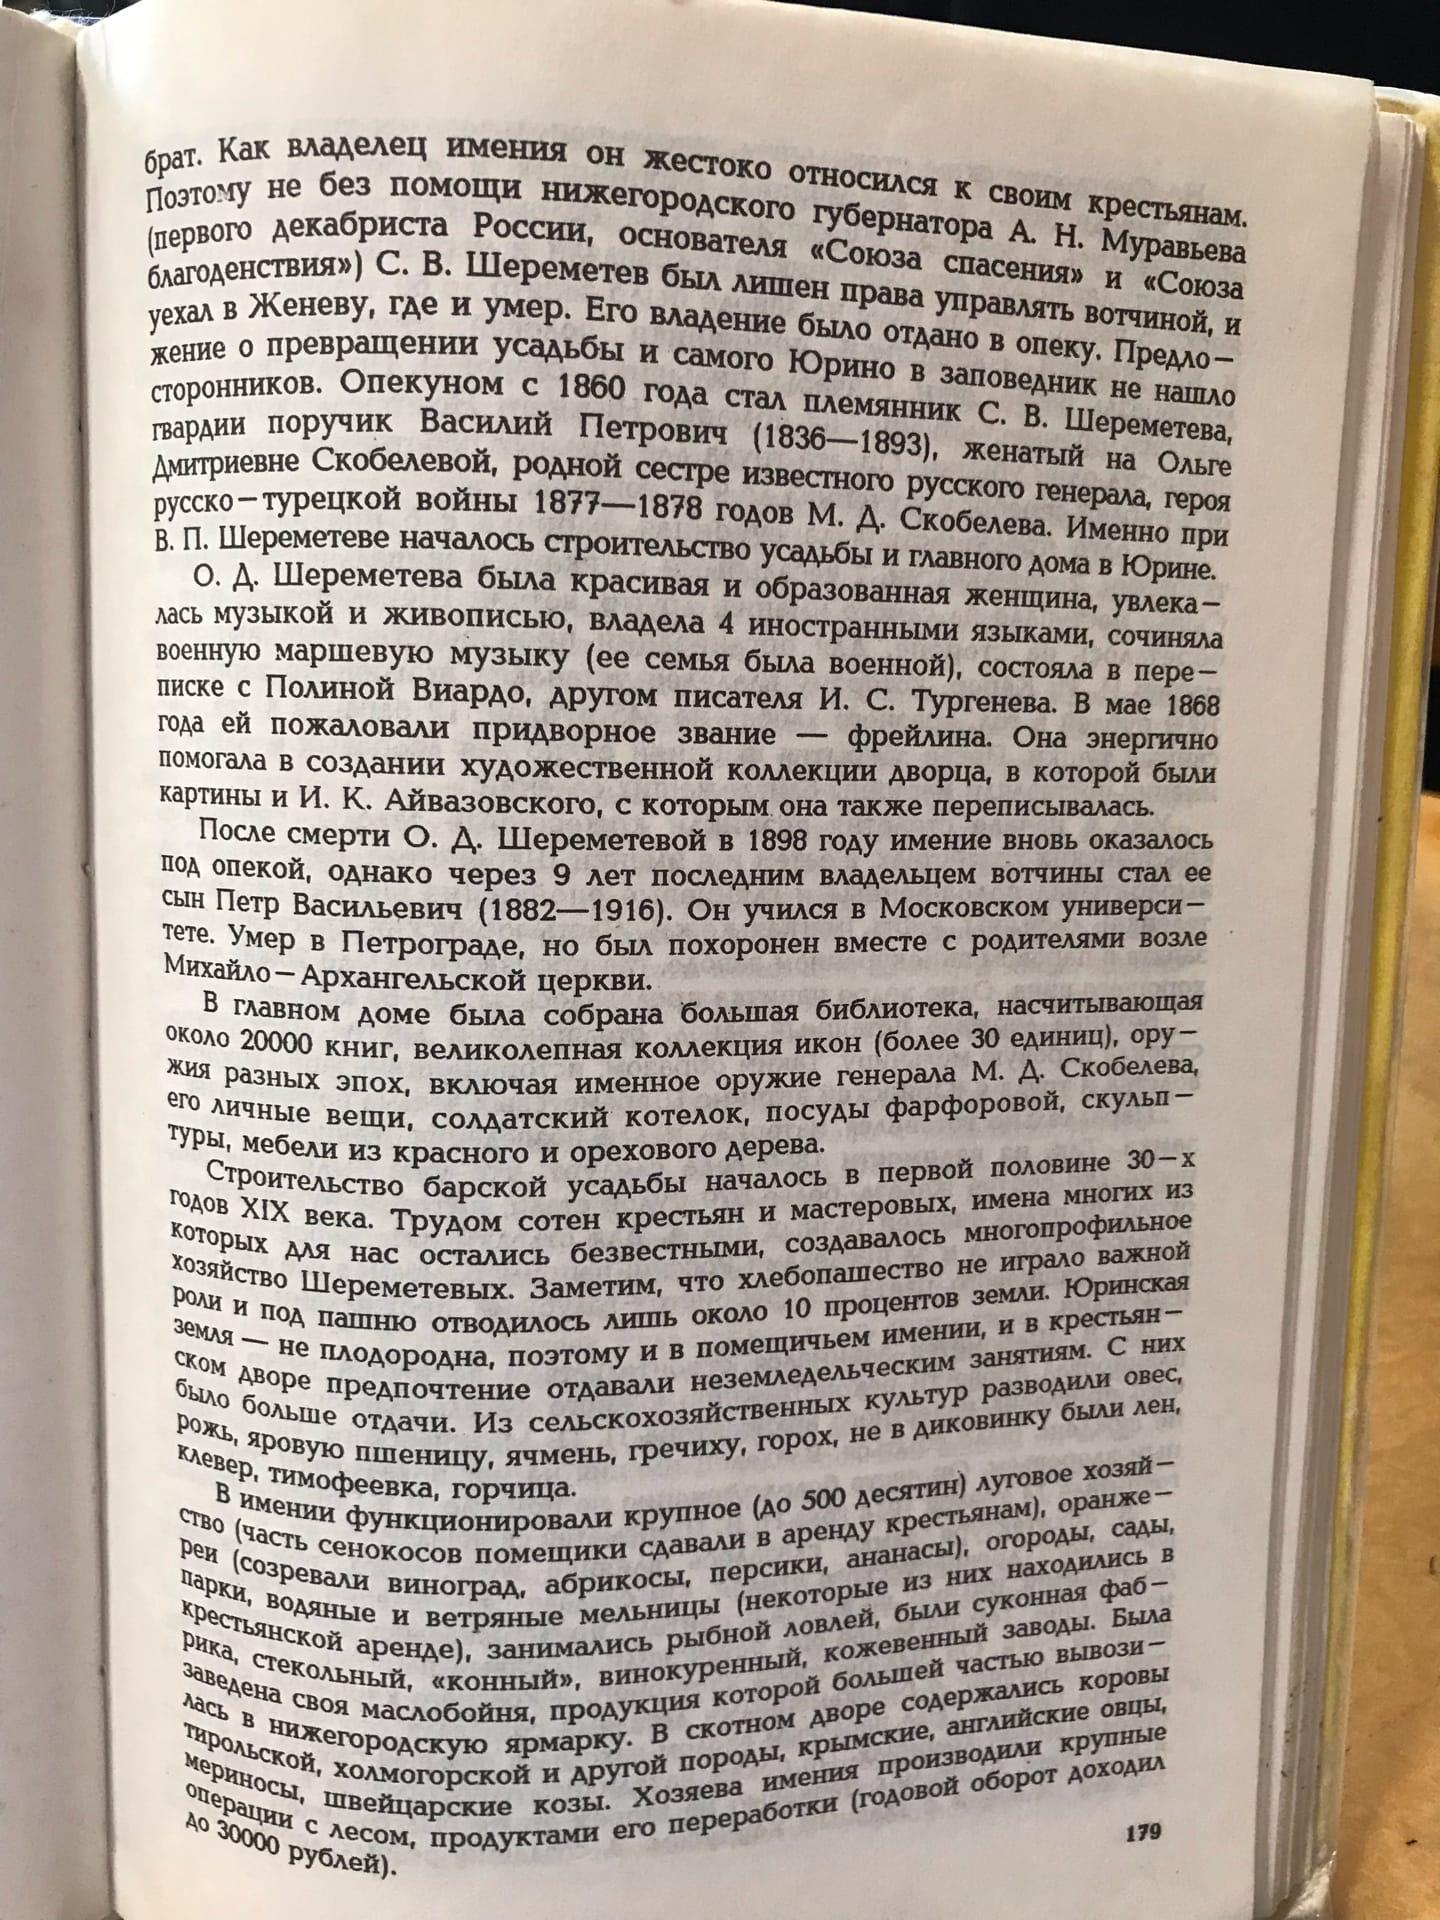 брат. Как владелец имения он жестоко относился к своим крестьянам.
Поэтому не без помощи нижегородского губернатора А. Н. Муравьева
(первого декабриста России, основателя «Союза спасения» и «Союза
благоденствия») С. В. Шереметев был лишен права управлять вотчиной, и
уехал в Женеву, где и умер. Его владение было отдано в опеку. Предло-
жение о превращении усадьбы и самого Юрино в заповедник не нашло
сторонников. Опекуном с 1860 года стал племянник С. В. Шереметева,
гвардии поручик Василий Петрович (1836—1893), женатый на Ольге
Дмитриевне Скобелевой, родной сестре известного русского генерала, героя
русско-турецкой войны 1877—1878 годов М. Д. Скобелева. Именно при
В. П. Шереметеве началось строительство усадьбы и главного дома в Юрине.
О. Д. Шереметева была красивая и образованная женщина, увлека-
лась музыкой и живописью, владела 4 иностранными языками, сочиняла
военную маршевую музыку (ее семья была военной), состояла в пере-
писке с Полиной Виардо, другом писателя И. С. Тургенева. В мае 1868
года ей пожаловали придворное звание — фрейлина. Она энергично
помогала в создании художественной коллекции дворца, в которой были
картины и И. К. Айвазовского, с которым она также переписывалась.
После смерти О. Д. Шереметевой в 1898 году имение вновь оказалось
под опекой, однако через 9 лет последним владельцем вотчины стал ее
сын Петр Васильевич (1882—1916). Он учился в Московском универси-
тете. Умер в Петрограде, но был похоронен вместе с родителями возле
Михайло-Архангельской церкви.
В главном доме была собрана большая библиотека, насчитывающая
около 20000 книг, великолепная коллекция икон (более 30 единиц), ору-
жия разных эпох, включая именное оружие генерала М. Д. Скобелева,
его личные вещи, солдатский котелок, посуды фарфоровой, скульп-
туры, мебели из красного и орехового дерева.
Строительство барской усадьбы началось в первой половине 30-х
годов XIX века. Трудом сотен крестьян и мастеровых, имена многих из
которых для нас остались безвестными, создавалось многопрофильное
хозяйство Шереметевых. Заметим, что хлебопашество не играло важной
роли и под пашню отводилось лишь около 10 процентов земли. Юринская
земля — не плодородна, поэтому и в помещичьем имении, и в крестьян-
ском дворе предпочтение отдавали неземледельческим занятиям. С них
было больше отдачи. Из сельскохозяйственных культур разводили овес,
рожь, яровую пшеницу, ячмень, гречиху, горох, не в диковинку были лен,
клевер, тимофеевка, горчица.
В имении функционировали крупное (до 500 десятин) луговое хозяй-
ство (часть сенокосов помещики сдавали в аренду крестьянам), оранже-
реи (созревали виноград, абрикосы, персики, ананасы), огороды, сады,
парки, водяные и ветряные мельницы (некоторые из них находились в
крестьянской аренде), занимались рыбной ловлей, были суконная фаб-
рика, стекольный, «конный», винокуренный, кожевенный заводы. Была
заведена своя маслобойня, продукция которой большей частью вывози-
лась в нижегородскую ярмарку. В скотном дворе содержались коровы
тирольской, холмогорской и другой породы, крымские, английские овцы,
мериносы, швейцарские козы. Хозяева имения производили крупные
операции с лесом, продуктами его переработки (годовой оборот доходил
до 30000 рублей).
179